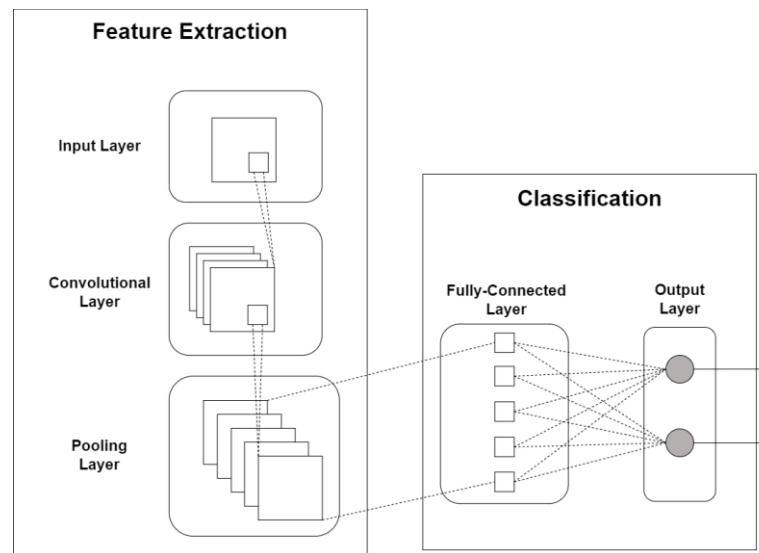 Feature Extraction
Input Layer
Convolutional
Layer
Pooling
Layer
Classification
Fully-Connected
Layer
Output
Layer